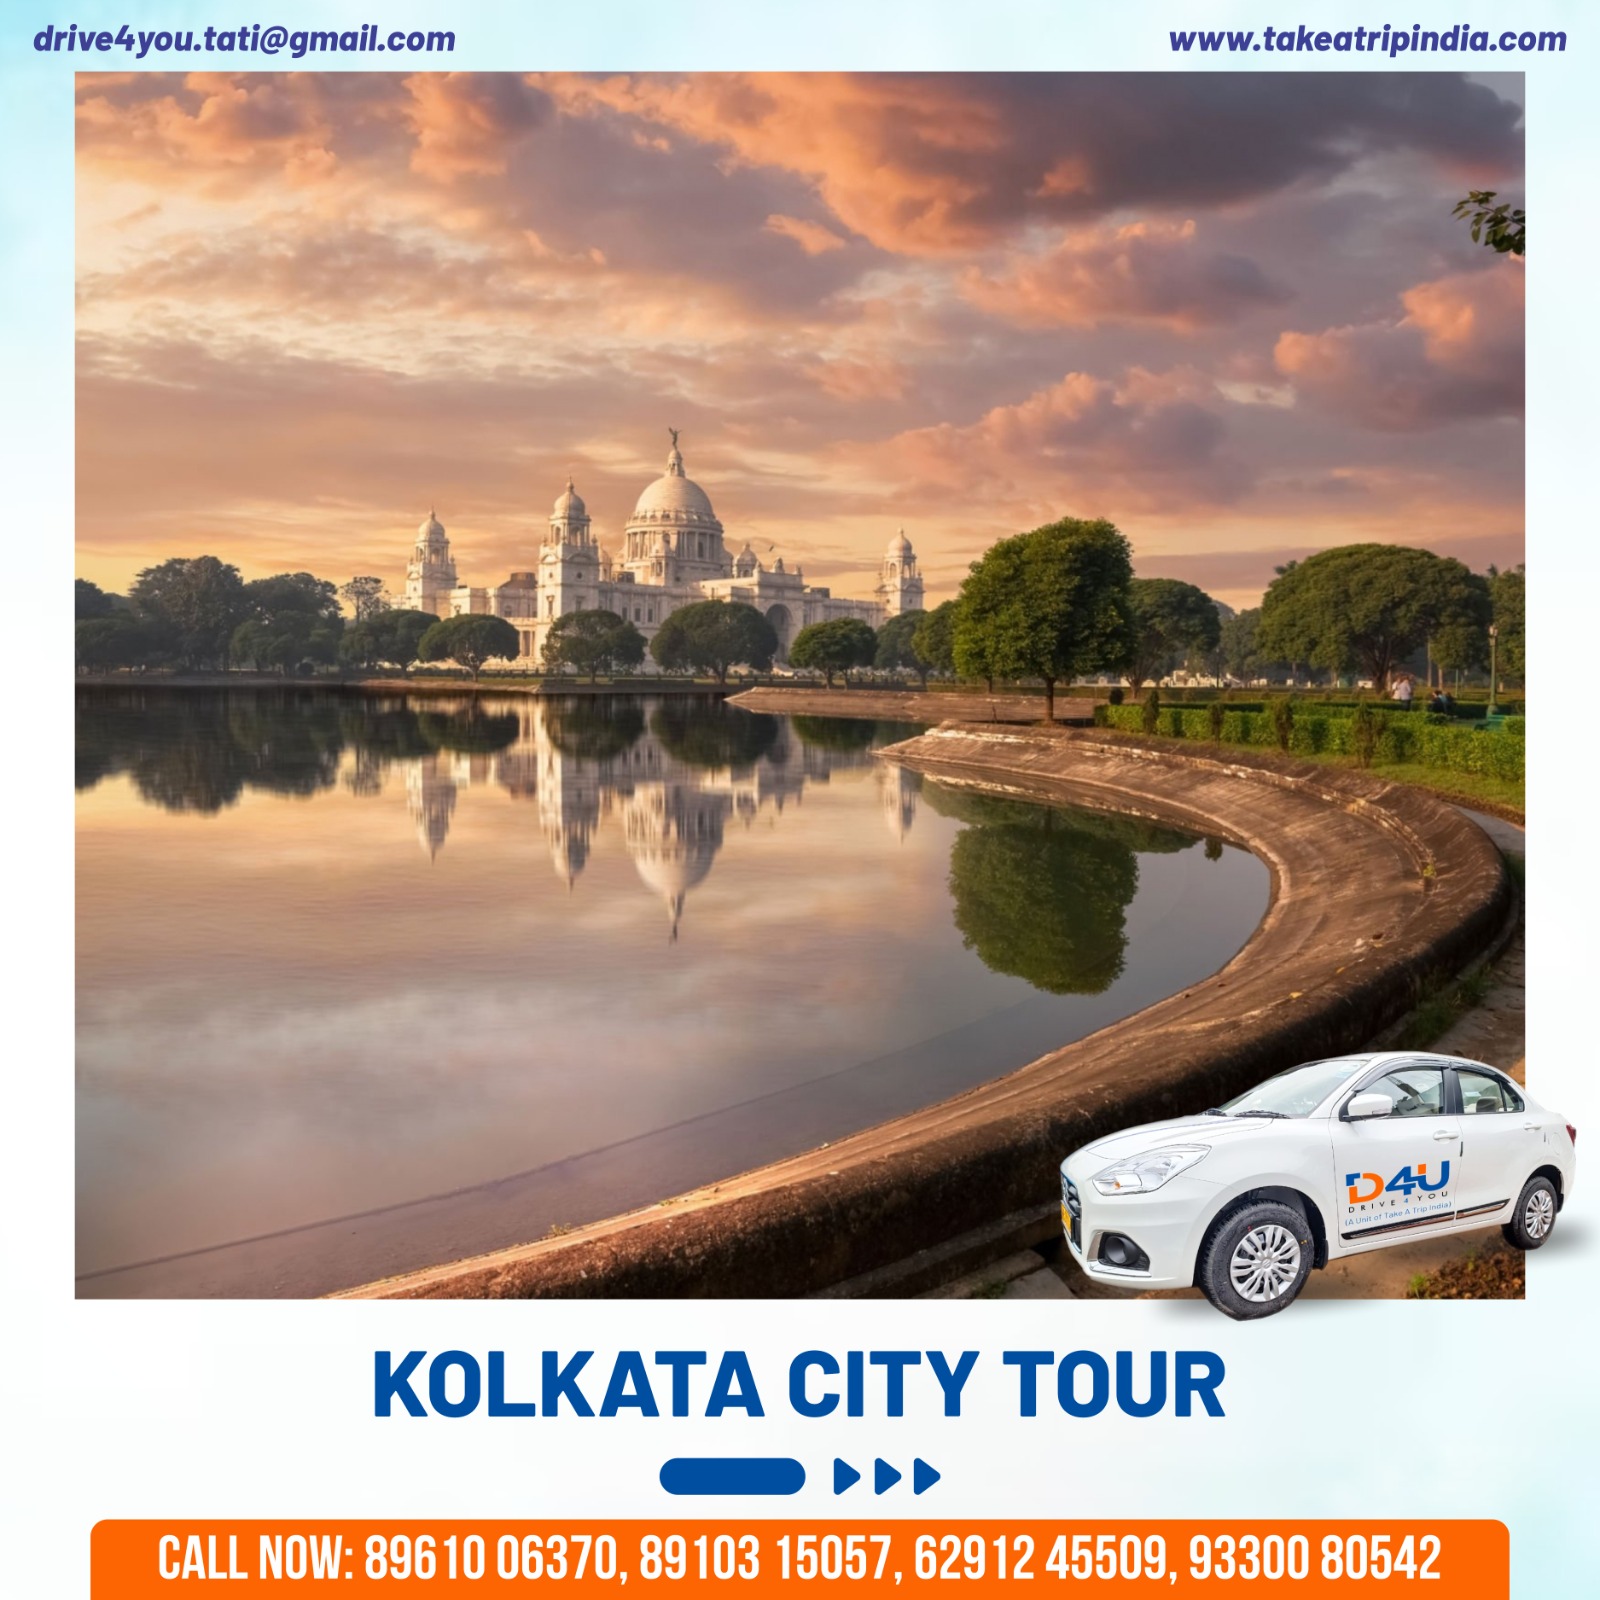 drive4you.tati@gmail.com
www.takeatripindia.com
D4U
DRIVE 4 YOU
(A Unit of Take A Trip India)
KOLKATA CITY TOUR
CALL NOW: 89610 06370, 89103 15057, 62912 45509, 93300 80542